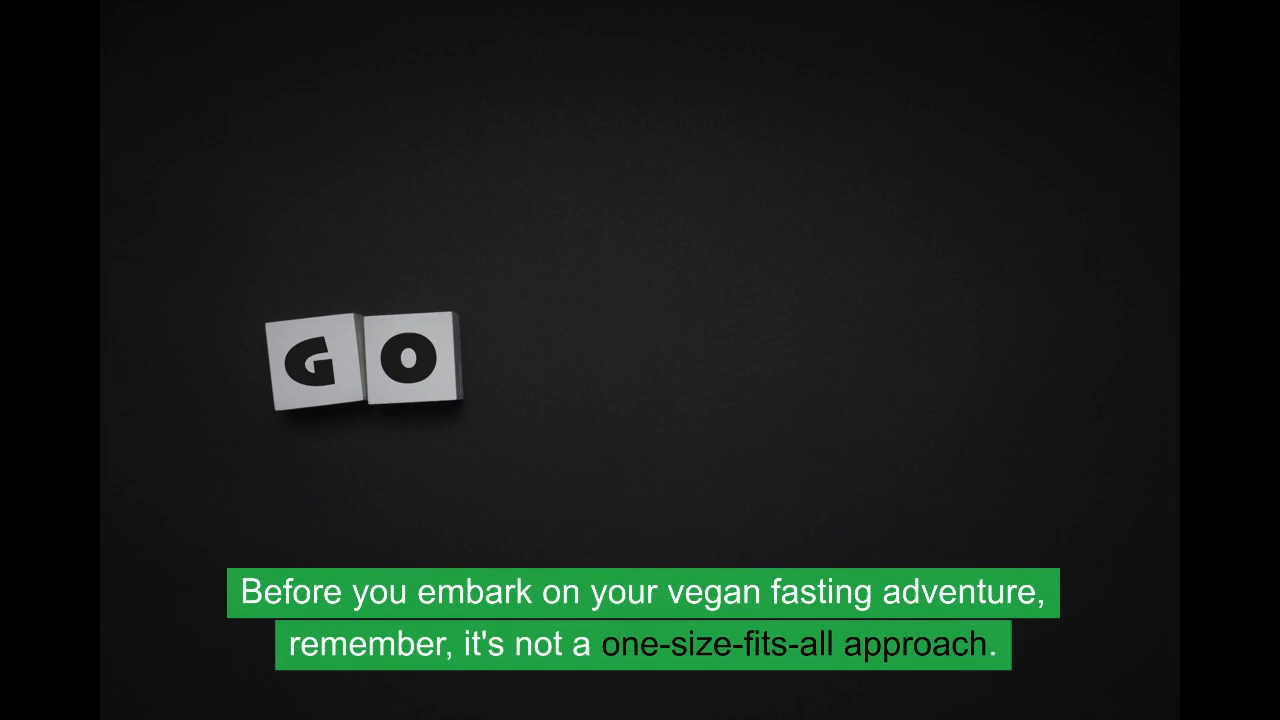 GO
Before you embark on your vegan fasting adventure,
remember, it's not a one-size-fits-all approach.